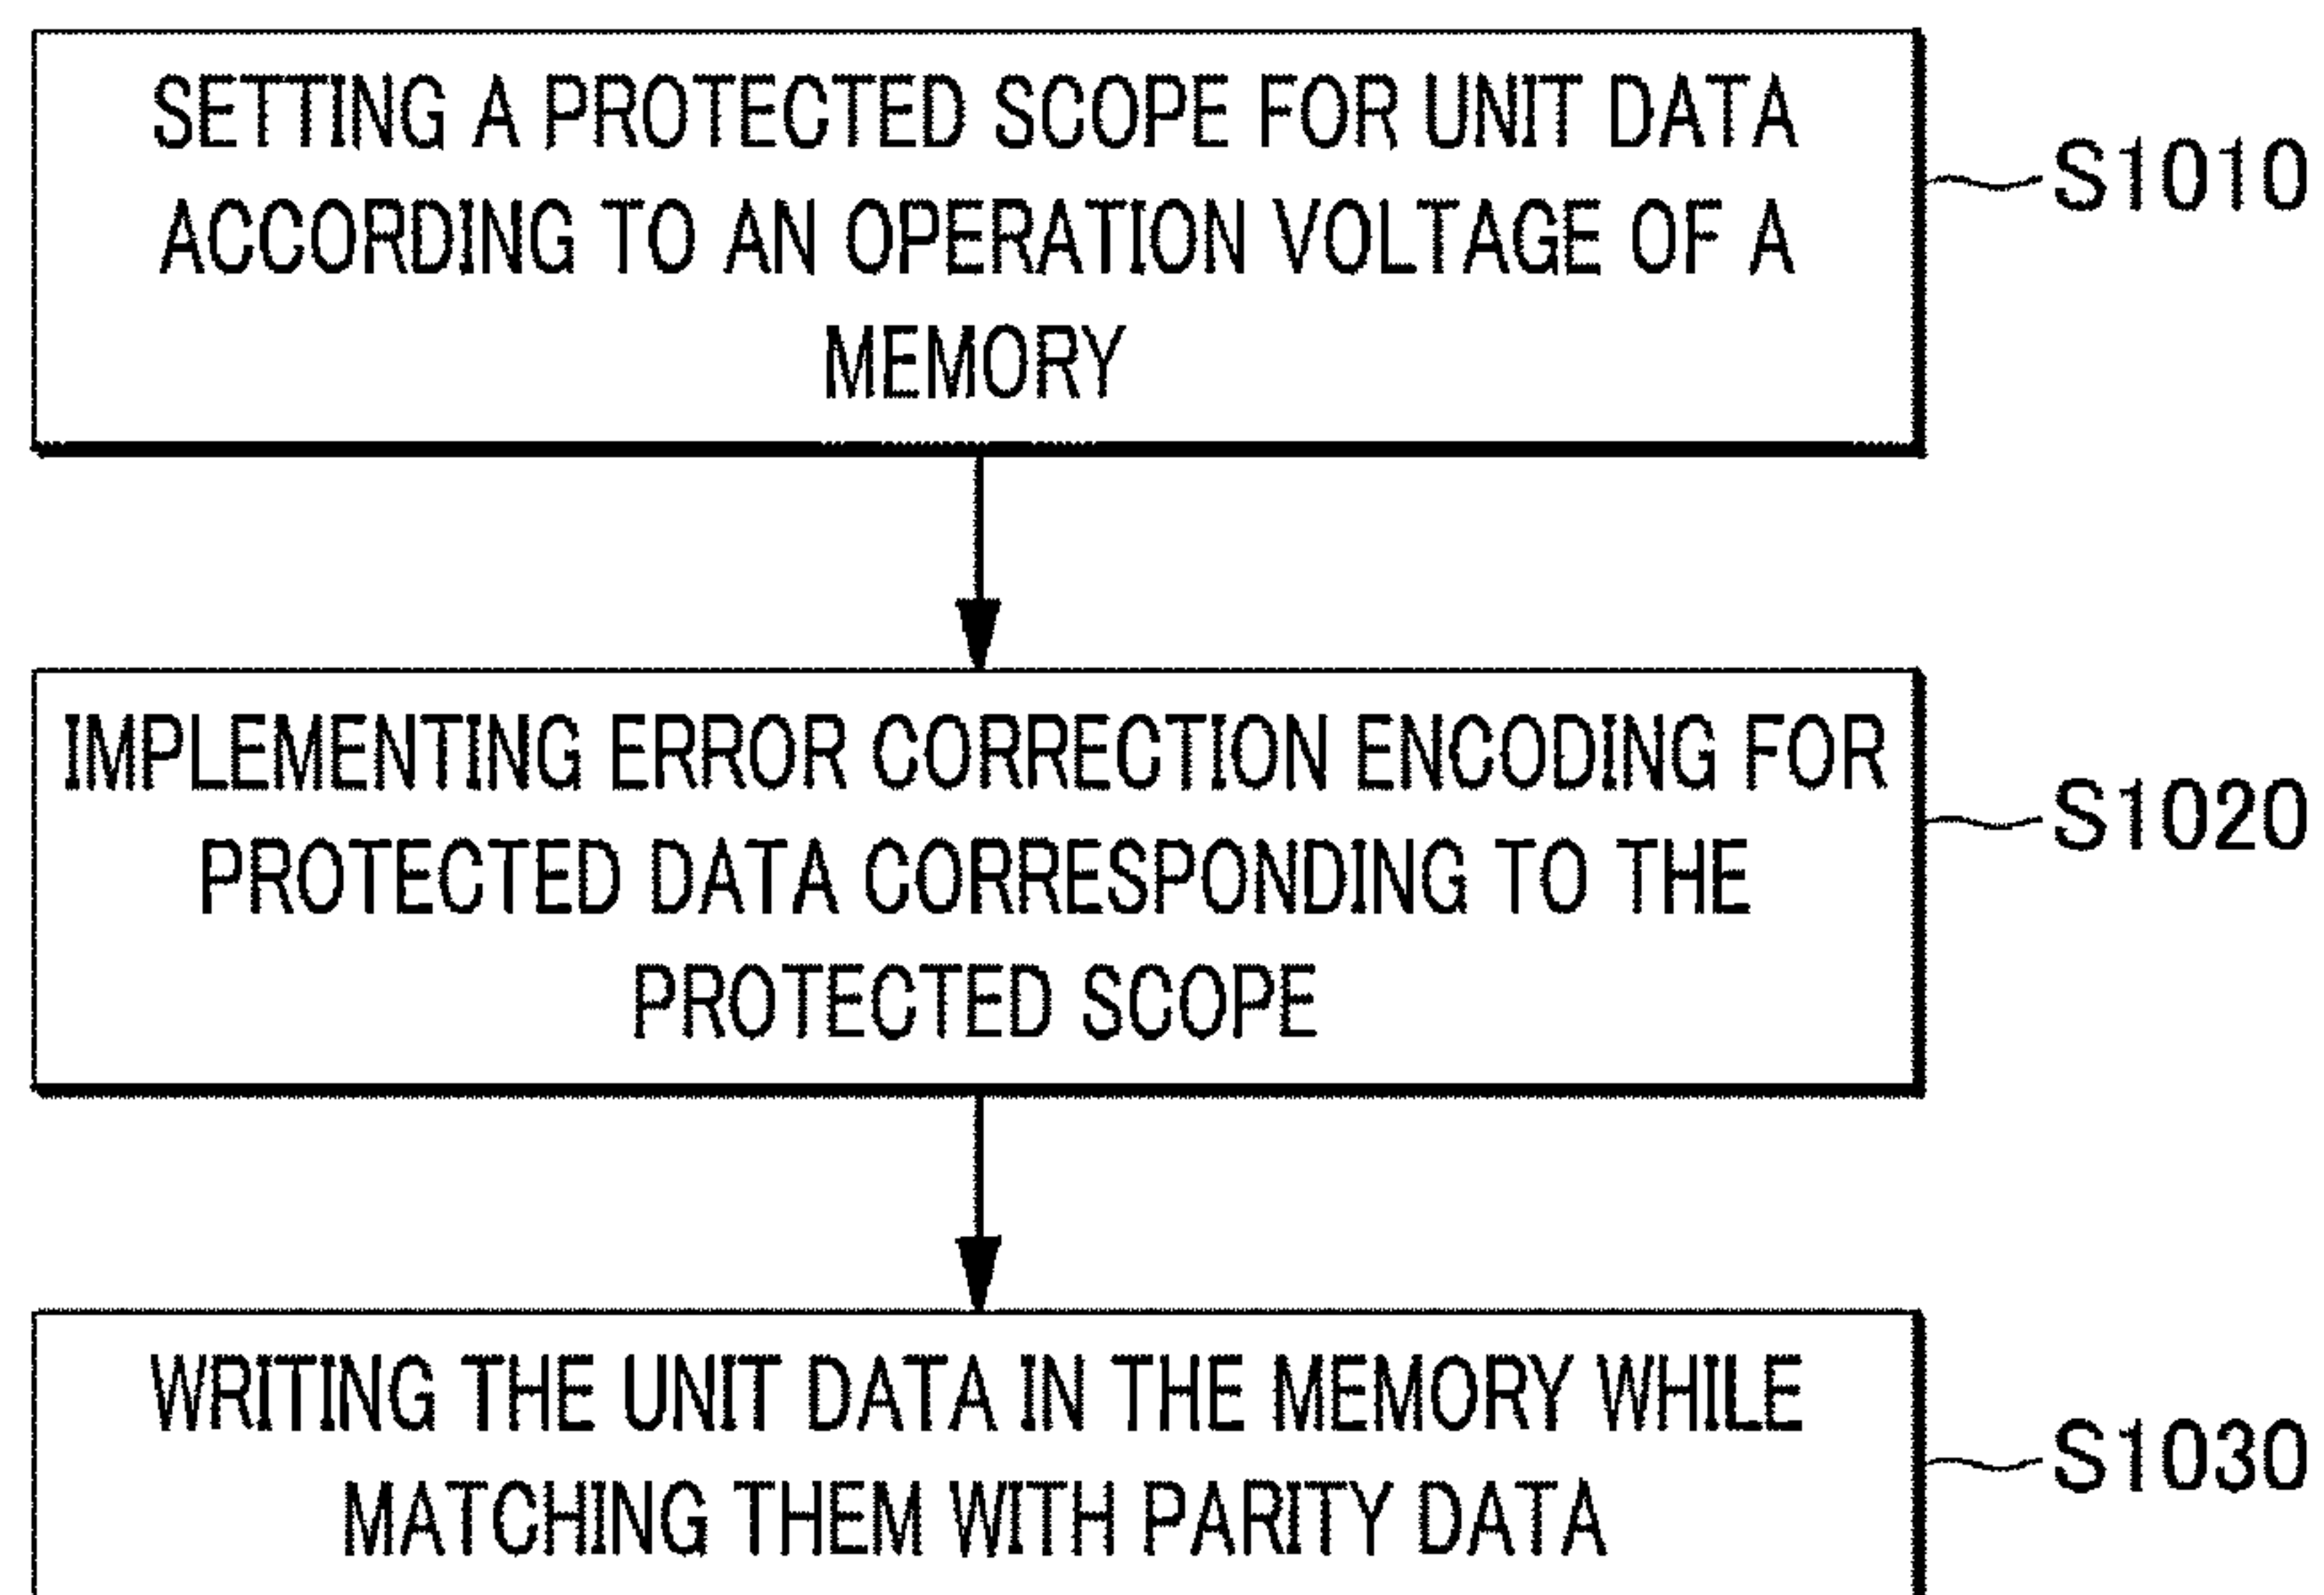 SETTING A PROTECTED SCOPE FOR UNIT DATA
ACCORDING TO AN OPERATION VOLTAGE OF A
MEMORY
S1010
IMPLEMENTING ERROR CORRECTION ENCODING FOR
PROTECTED DATA CORRESPONDING TO THE
PROTECTED SCOPE
S1020
WRITING THE UNIT DATA IN THE MEMORY WHILE
MATCHING THEM WITH PARITY DATA
S1030